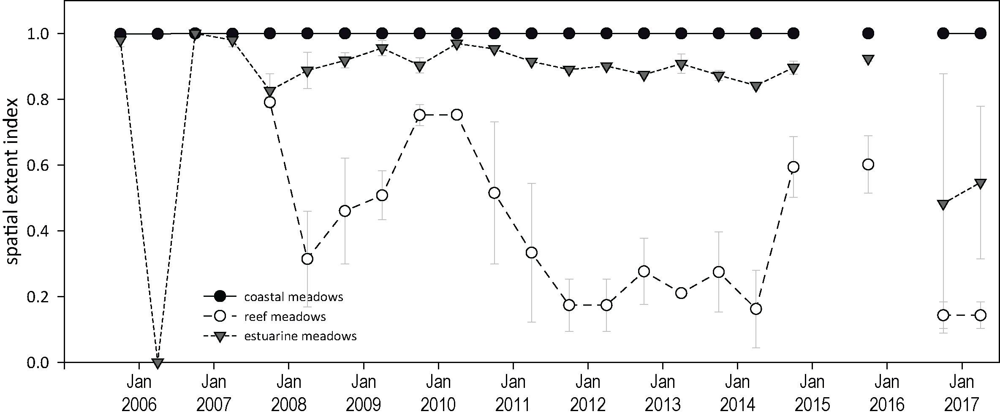 spatial extent index
1.0
0.8
0.6
0.4
0.2
0.0
coastal meadows
reef meadows
estuarine meadows
Jan Jan Jan Jan Jan Jan Jan Jan Jan Jan Jan Jan
2006 2007 2008 2009 2010 2011 2012 2013 2014 2015 2016 2017